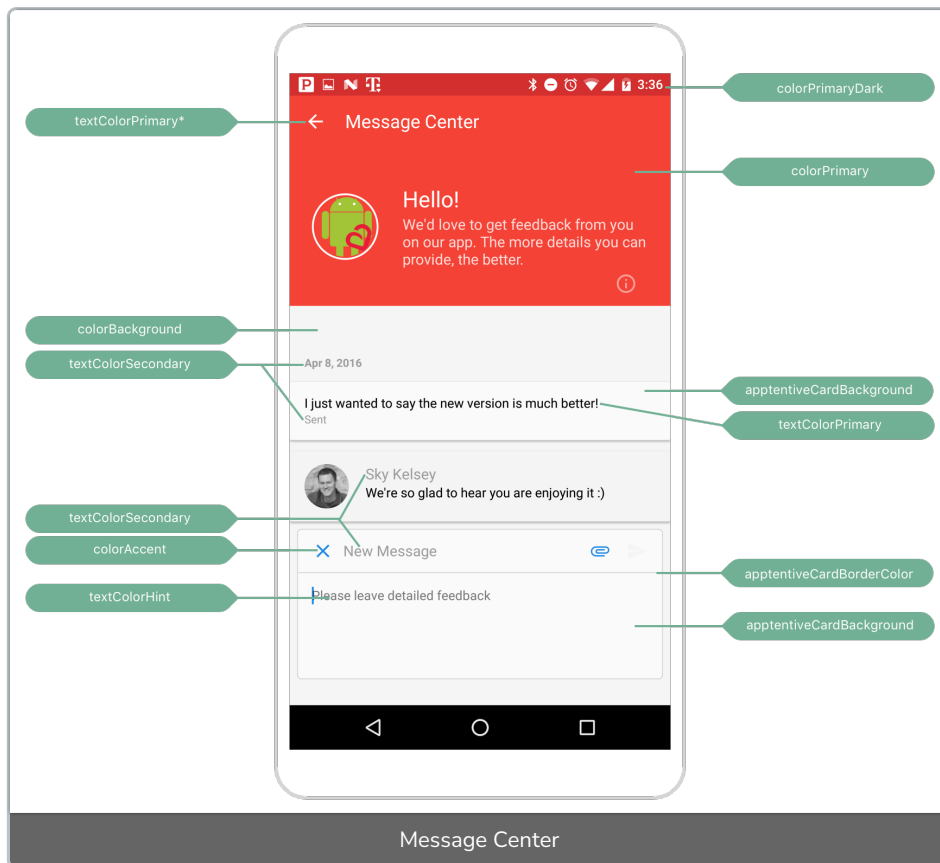 3:36
colorPrimaryDark
textColorPrimary*
Message Center
colorPrimary
Hello!
We'd love to get feedback from you
on our app. The more details you can
provide, the better.
colorBackground
textColorSecondary
Apr 8, 2016
apptentiveCardBackground
I just wanted to say the new version is much better!
Sent
textColorPrimary
Sky Kelsey
We're so glad to hear you are enjoying it :)
textColorSecondary
colorAccent
New Message
apptentiveCardBorderColor
textColorHint
Please leave detailed feedback
apptentiveCardBackground
Message Center